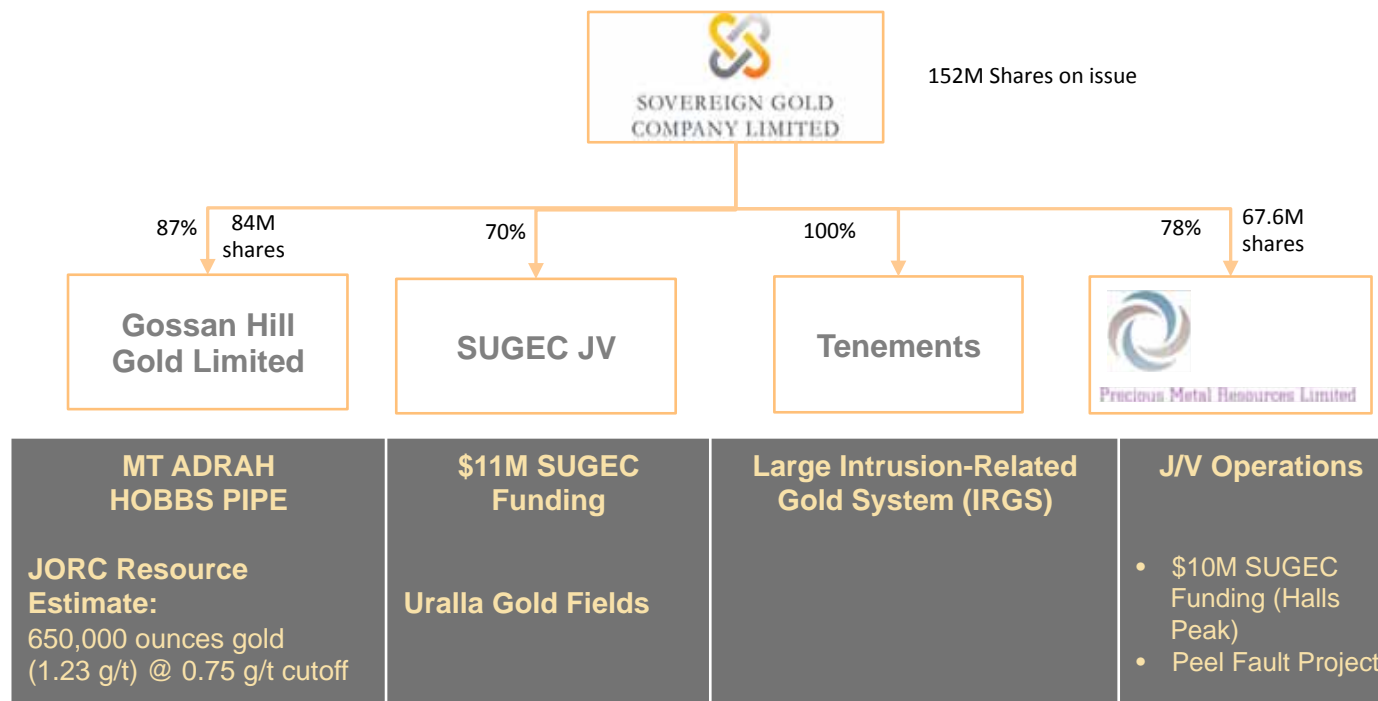 SOVEREIGN GOLD
COMPANY LIMITED
152M Shares on issue
87%
84M
shares
70%
100%
78%
67.6M
shares
Gossan Hill
Gold Limited
SUGEC JV
Tenements
Precious Metal Resources Limited
MT ADRAH
HOBBS PIPE
JORC Resource
Estimate:
650,000 ounces gold
(1.23 g/t) @ 0.75 g/t cutoff
$11M SUGEC
Funding
Uralla Gold Fields
Large Intrusion-Related
Gold System (IRGS)
J/V Operations
• $10M SUGEC
Funding (Halls
Peak)
• Peel Fault Project